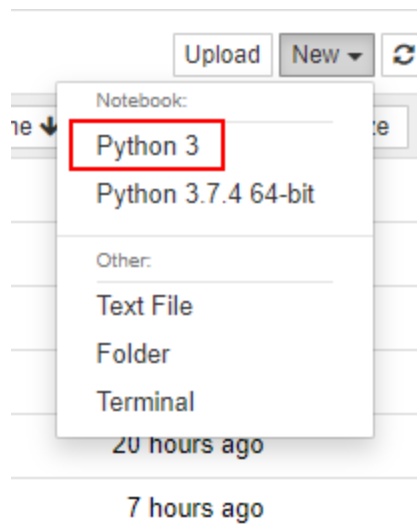 Upload New
Notebook:
Python 3
Python 3.7.4 64-bit
Other:
Text File
Folder
Terminal
20 hours ago
7 hours ago